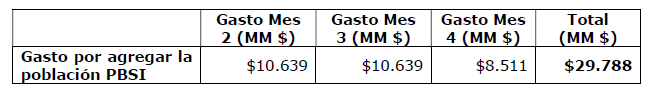 Gasto Mes 2 (MM $) Gasto Mes 3 (MM $) Gasto Mes 4 (MM $) Total (MM $)
Gasto por agregar la población PBSI $10.639 $10.639 $8.511 $29.788